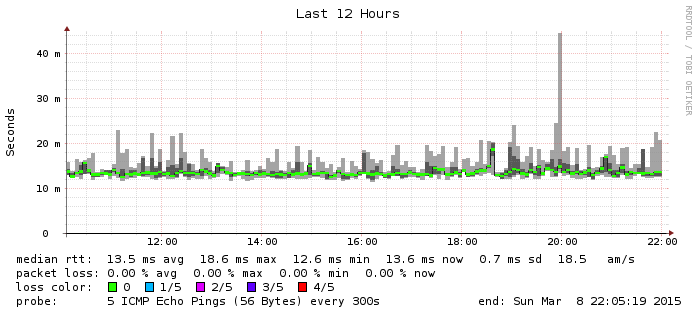 Last 12 Hours
RRDTOOL / TOBI OETIKER
Seconds
40 m
30 m
20 m
10 m
0
12:00 14:00 16:00 18:00 20:00 22:00
median rtt: 13.5 ms avg 18.6 ms max 12.6 ms min 13.6 ms now 0.7 ms sd 18.5 am/s
packet loss: 0.00 % avg 0.00 % max 0.00 % min 0.00 % now
loss color: 0 1/5 2/5 3/5 4/5
probe: 5 ICMP Echo Pings (56 Bytes) every 300s end: Sun Mar 8 22:05:19 2015